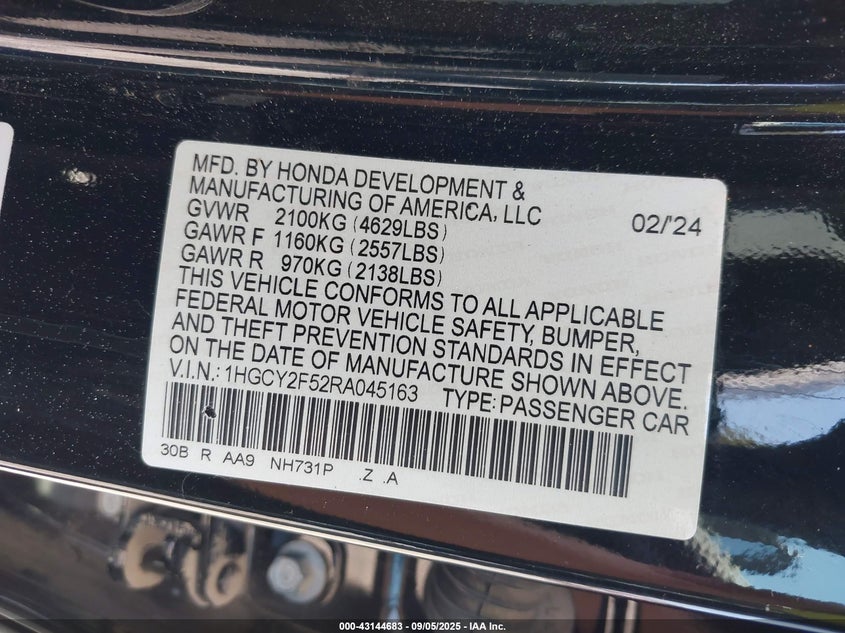 MFD. BY HONDA DEVELOPMENT &
MANUFACTURING OF AMERICA, LLC
GVWR 2100KG (4629LBS) 02/'24
GAWR F 1160KG (2557LBS)
GAWR R 970KG (2138LBS)
THIS VEHICLE CONFORMS TO ALL APPLICABLE
FEDERAL MOTOR VEHICLE SAFETY, BUMPER,
AND THEFT PREVENTION STANDARDS IN EFFECT
ON THE DATE OF MANUFACTURE SHOWN ABOVE.
V.I.N.: 1HGCY2F52RA045163 TYPE: PASSENGER CAR
30B R AA9 NH731P .Z .A
000-43144683 - 09/05/2025 - IAA Inc.